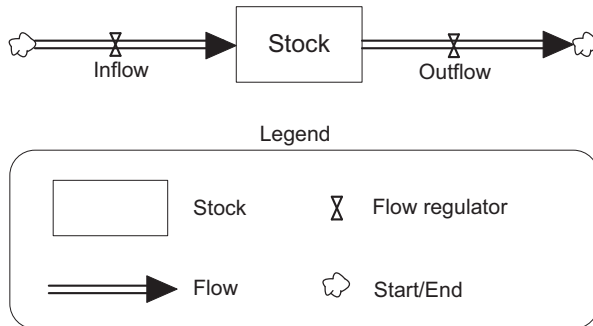 Stock
Inflow
Outflow
Legend
Stock
Flow regulator
Flow
Start/End